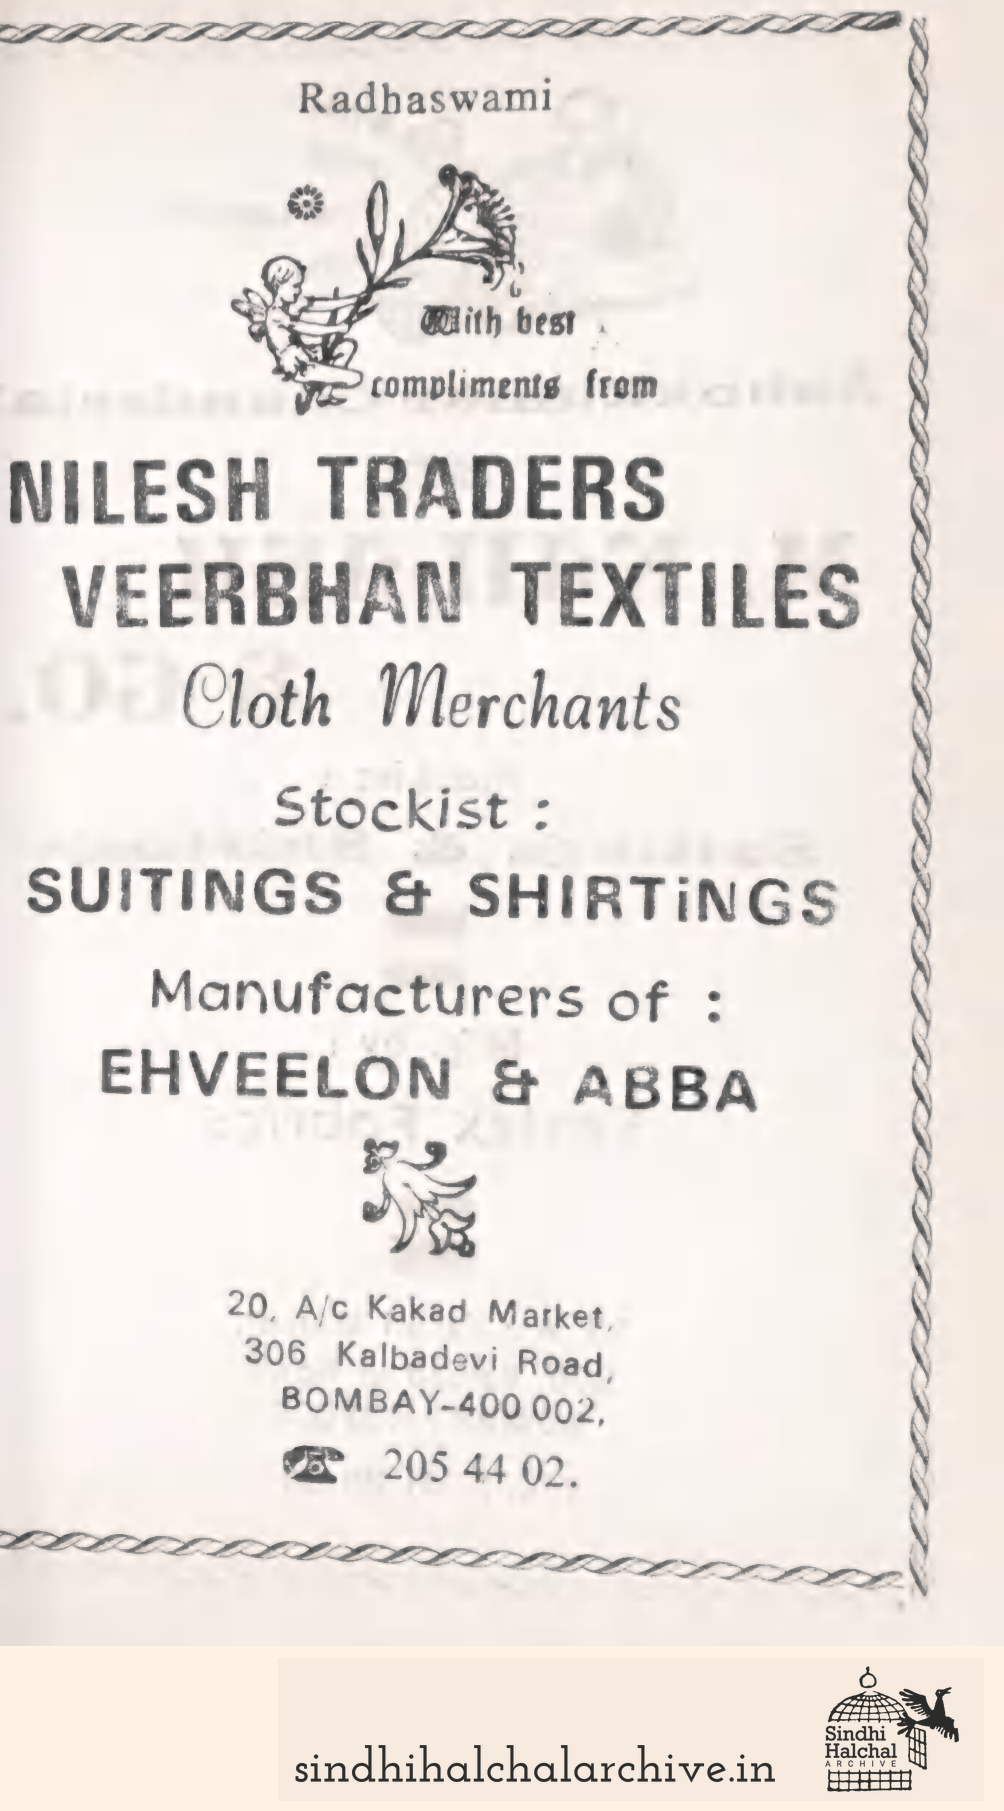 Radhaswami
With best
compliments from
NILESH TRADERS
VEERBHAN TEXTILES
Cloth Merchants
Stockist :
SUITINGS & SHIRTiNGS
Manufacturers of :
EHVEELON & ABBA
20, A/c Kakad Market,
306 Kalbadevi Road,
BOMBAY-400 002,
205 44 02.
sindhihalchalarchive.in
Sindhi
Halchal
ARCHIVE